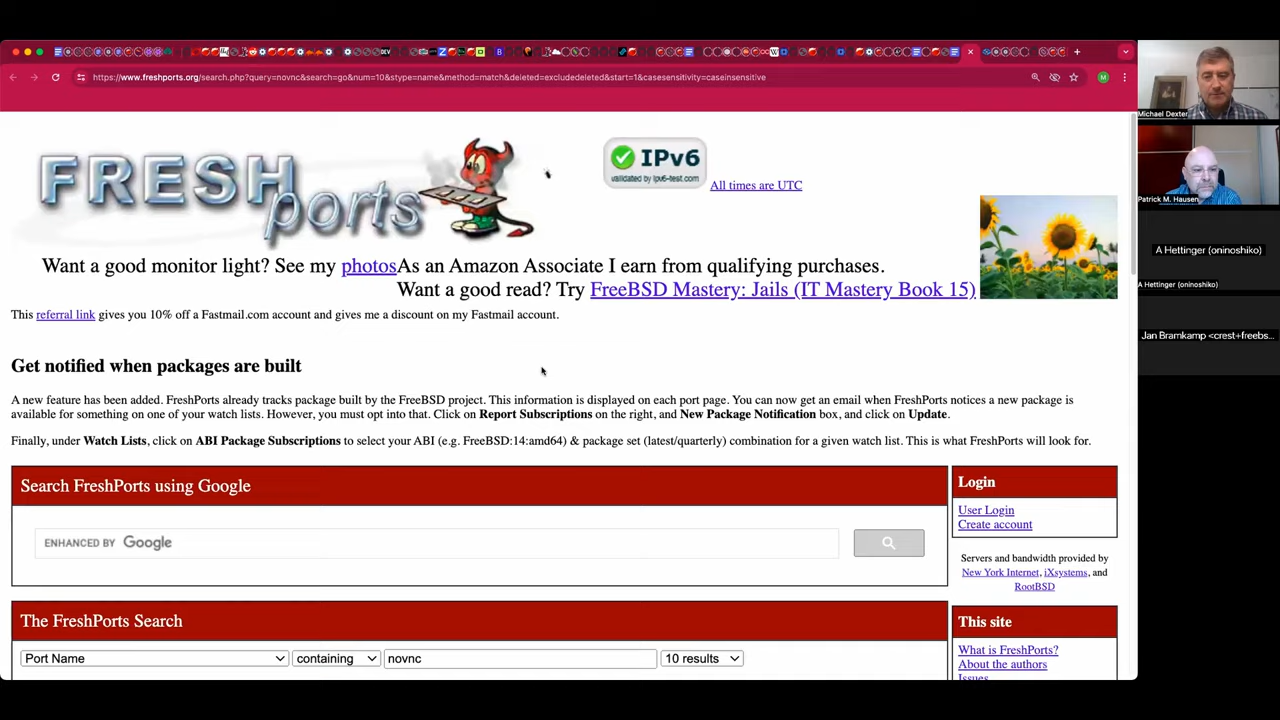 https://www.freshports.org/search.php?query=novnc&search=go&num=10&stype=name&method=match&deleted=excludedeleted&start=1&casesensitivity=caseinsensitive
M
FRESH
ports
IPv6
validated by ipv6-test.com
All times are UTC
Want a good monitor light? See my photosAs an Amazon Associate I earn from qualifying purchases.
Want a good read? Try FreeBSD Mastery: Jails (IT Mastery Book 15)
This referral link gives you 10% off a Fastmail.com account and gives me a discount on my Fastmail account.
Get notified when packages are built
A new feature has been added. FreshPorts already tracks package built by the FreeBSD project. This information is displayed on each port page. You can now get an email when FreshPorts notices a new package is
available for something on one of your watch lists. However, you must opt into that. Click on Report Subscriptions on the right, and New Package Notification box, and click on Update.
Finally, under Watch Lists, click on ABI Package Subscriptions to select your ABI (e.g. FreeBSD:14:amd64) & package set (latest/quarterly) combination for a given watch list. This is what FreshPorts will look for.
Search FreshPorts using Google
ENHANCED BY Google
The FreshPorts Search
Port Name containing novnc 10 results
Login
User Login
Create account
Servers and bandwidth provided by
New York Internet, iXsystems, and
RootBSD
This site
What is FreshPorts?
About the authors
Issues
Michael Dexter
Patrick M. Hausen
A Hettinger (oninoshiko)
A Hettinger (oninoshiko)
Jan Bramkamp <crest+freebs...